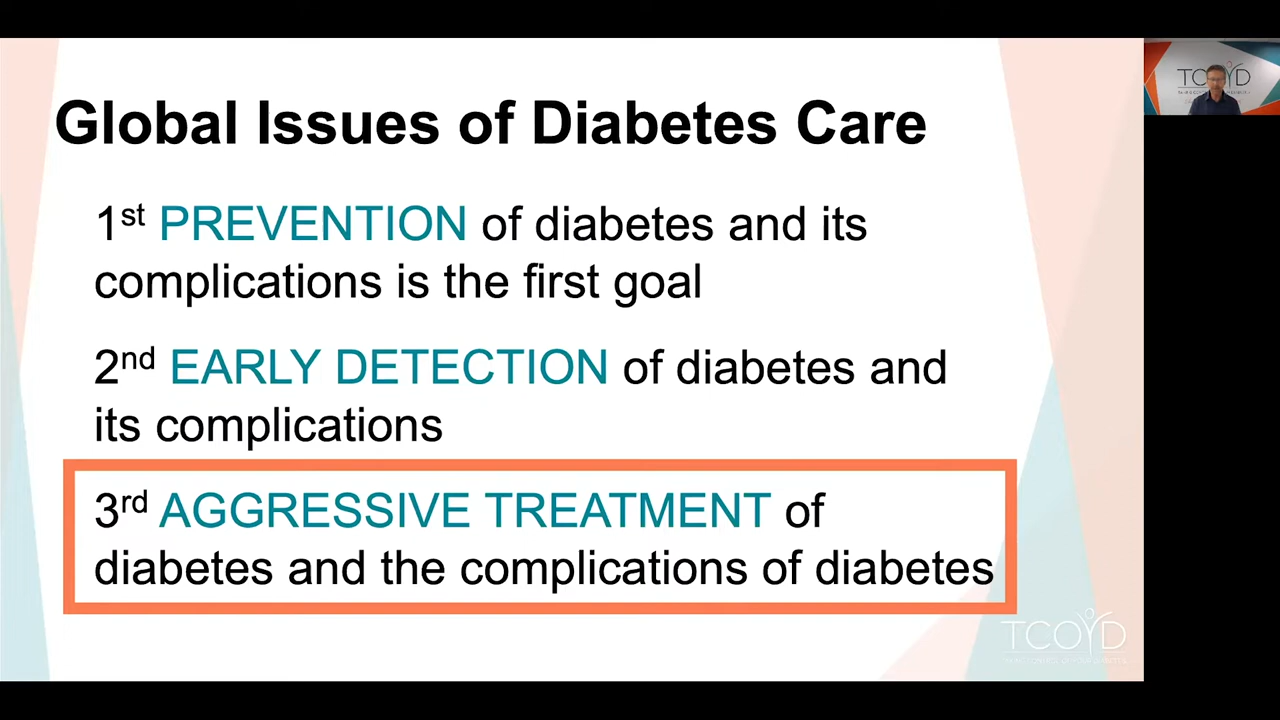 Global Issues of Diabetes Care
1st PREVENTION of diabetes and its
complications is the first goal
2nd EARLY DETECTION of diabetes and
its complications
3rd AGGRESSIVE TREATMENT of
diabetes and the complications of diabetes
TCOYD
TCOYD